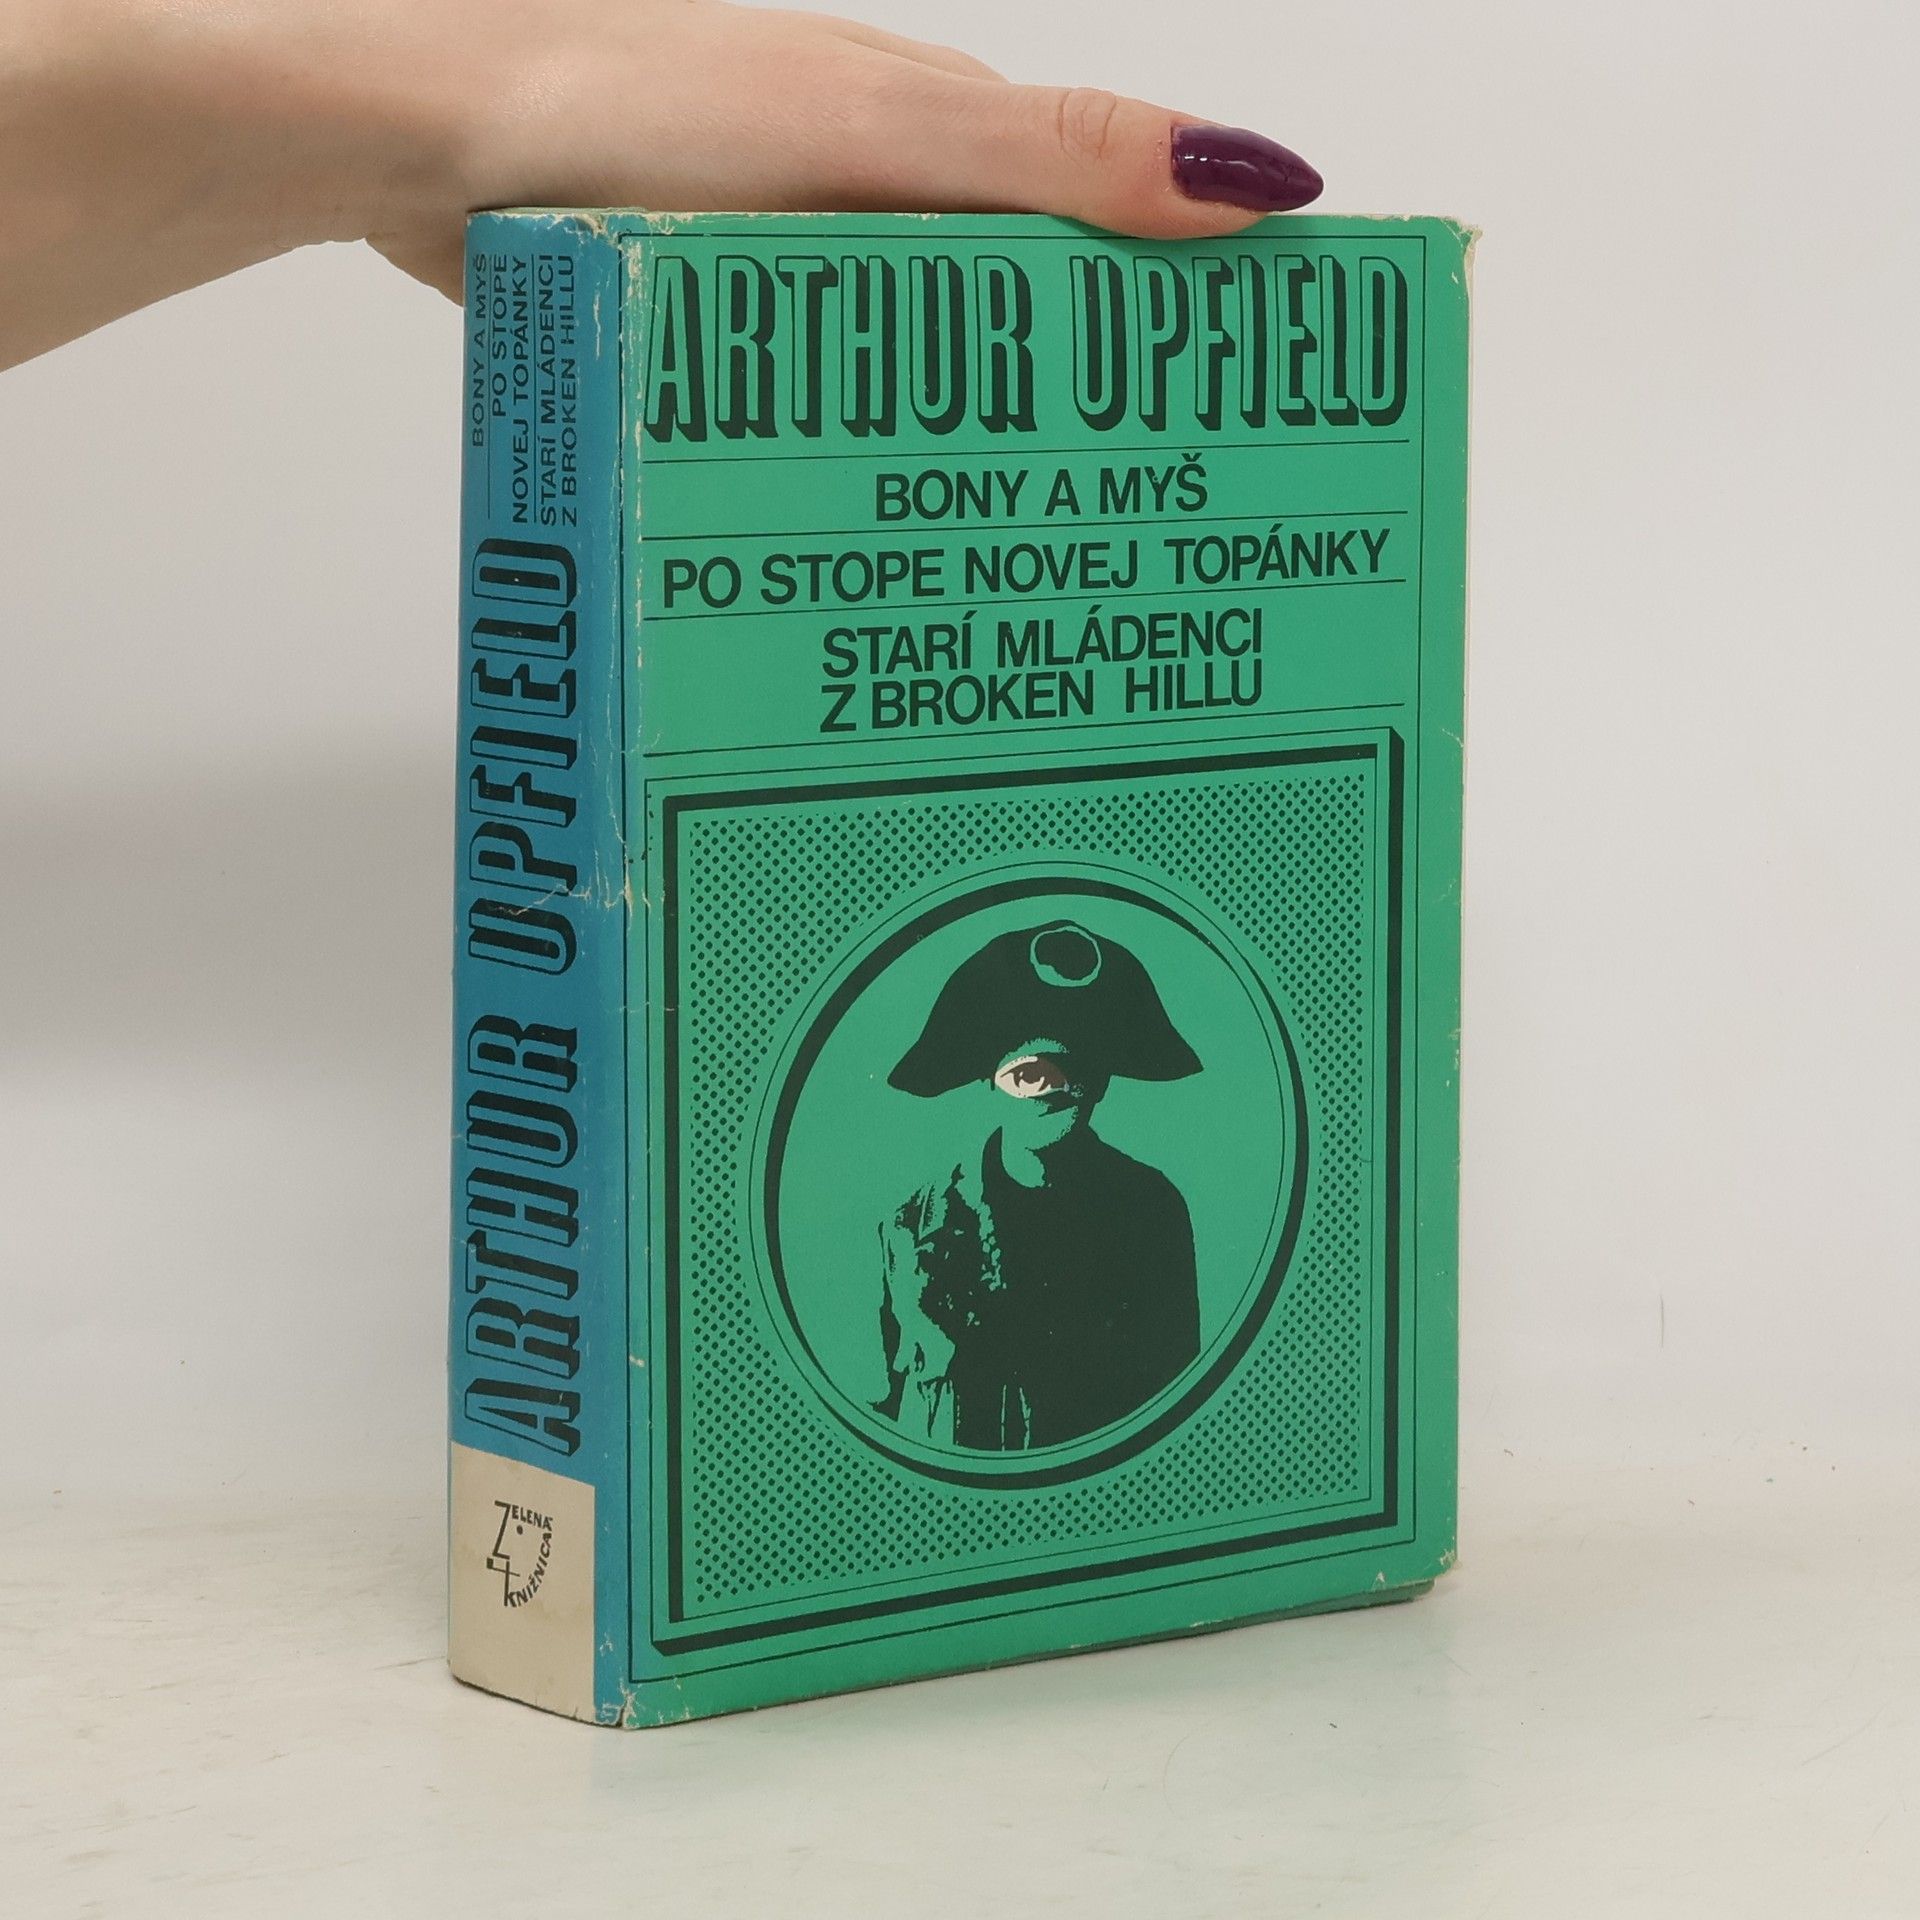 ARTHUR UPFIELD
BONY A MYŠ
PO STOPE NOVEJ TOPÁNKY
STARÍ MLÁDENCI
Z BROKEN HILLU
BONY A MYŠ
PO STOPE
NOVEJ TOPÁNKY
STARÍ MLÁDENCI
Z BROKEN HILLU
ARTHUR UPFIELD
ZELENÁ
KNIŽNICA